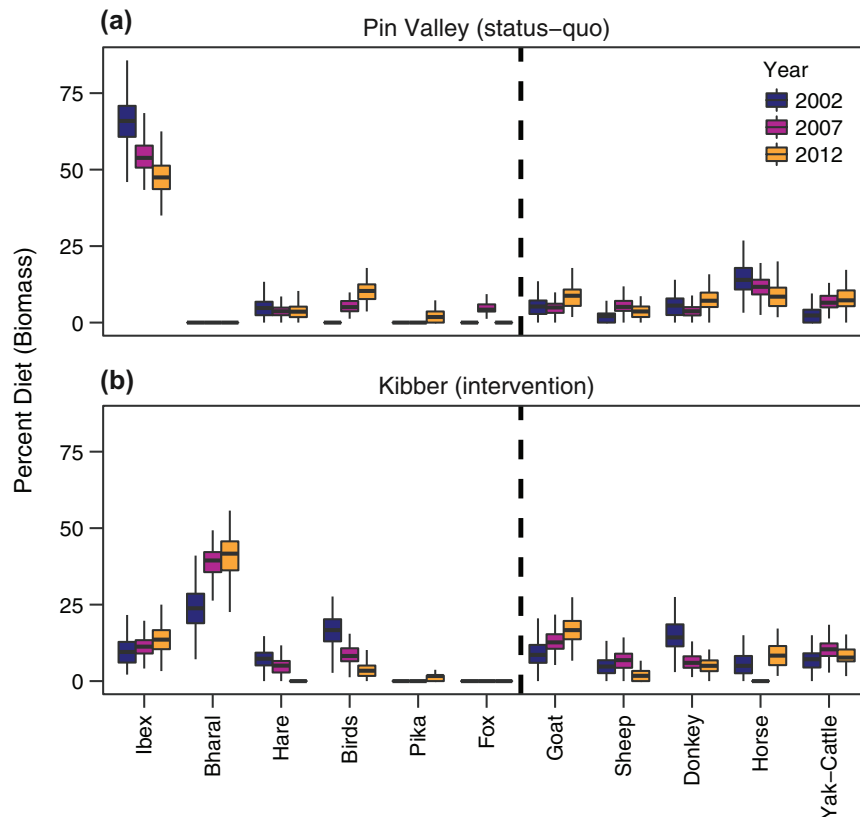 (a)
Pin Valley (status−quo)
Year
2002
2007
2012
75
50
25
0
Percent Diet (Biomass)
(b)
Kibber (intervention)
75
50
25
0
Ibex
Bharal
Hare
Birds
Pika
Fox
Goat
Sheep
Donkey
Horse
Yak−Cattle